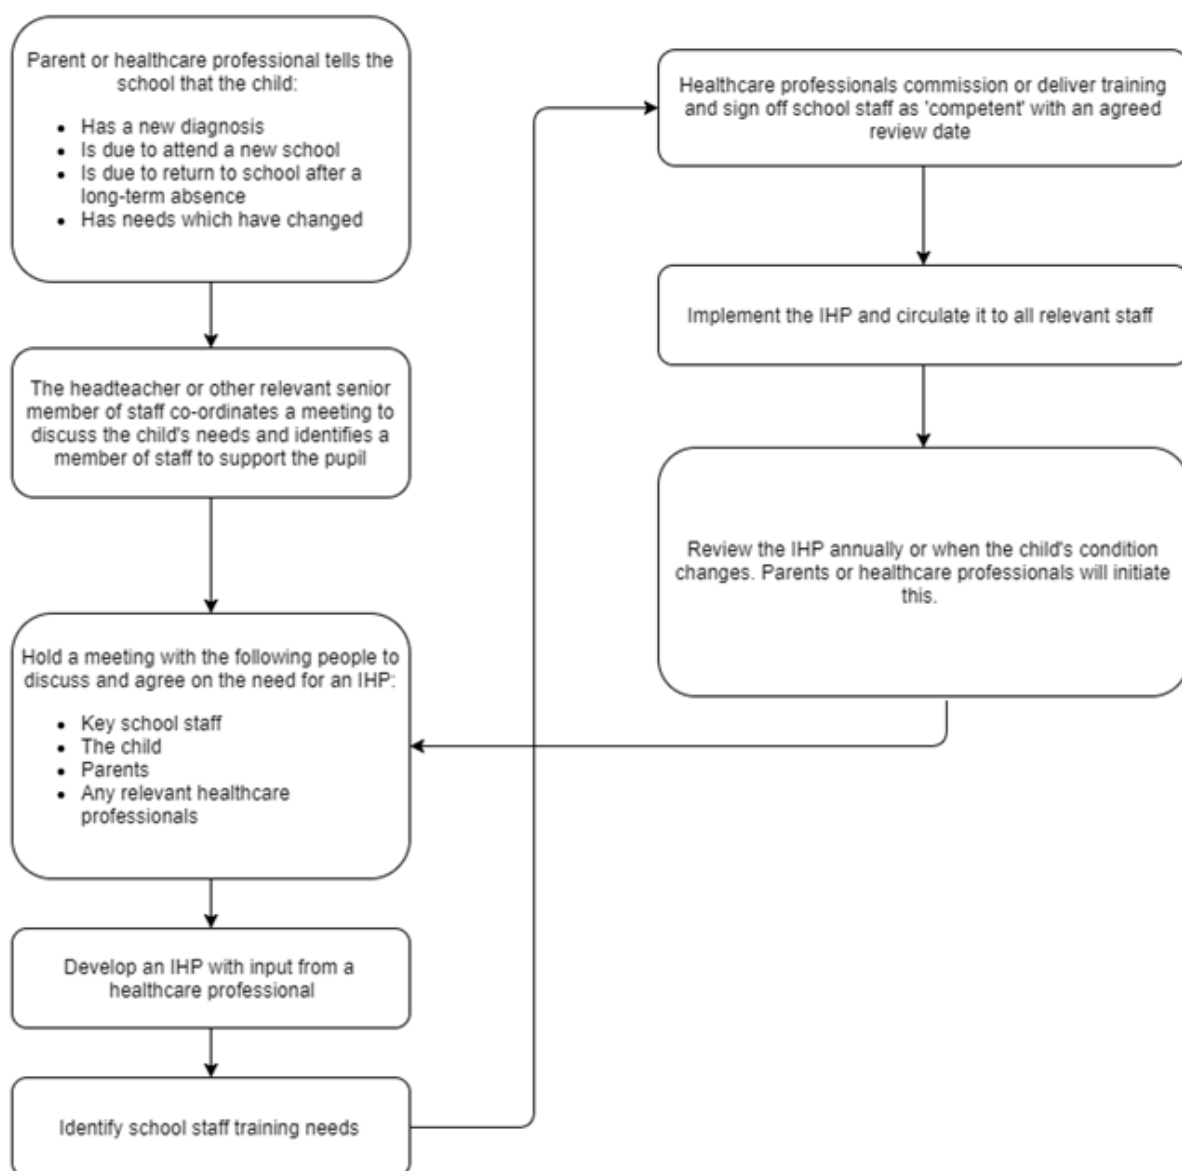 Parent or healthcare professional tells the
school that the child:
• Has a new diagnosis
• Is due to attend a new school
• Is due to return to school after a
long-term absence
• Has needs which have changed
The headteacher or other relevant senior
member of staff co-ordinates a meeting to
discuss the child's needs and identifies a
member of staff to support the pupil
Hold a meeting with the following people to
discuss and agree on the need for an IHP:
• Key school staff
• The child
• Parents
• Any relevant healthcare
professionals
Develop an IHP with input from a
healthcare professional
Identify school staff training needs
Healthcare professionals commission or deliver training
and sign off school staff as 'competent' with an agreed
review date
Implement the IHP and circulate it to all relevant staff
Review the IHP annually or when the child's condition
changes. Parents or healthcare professionals will initiate
this.